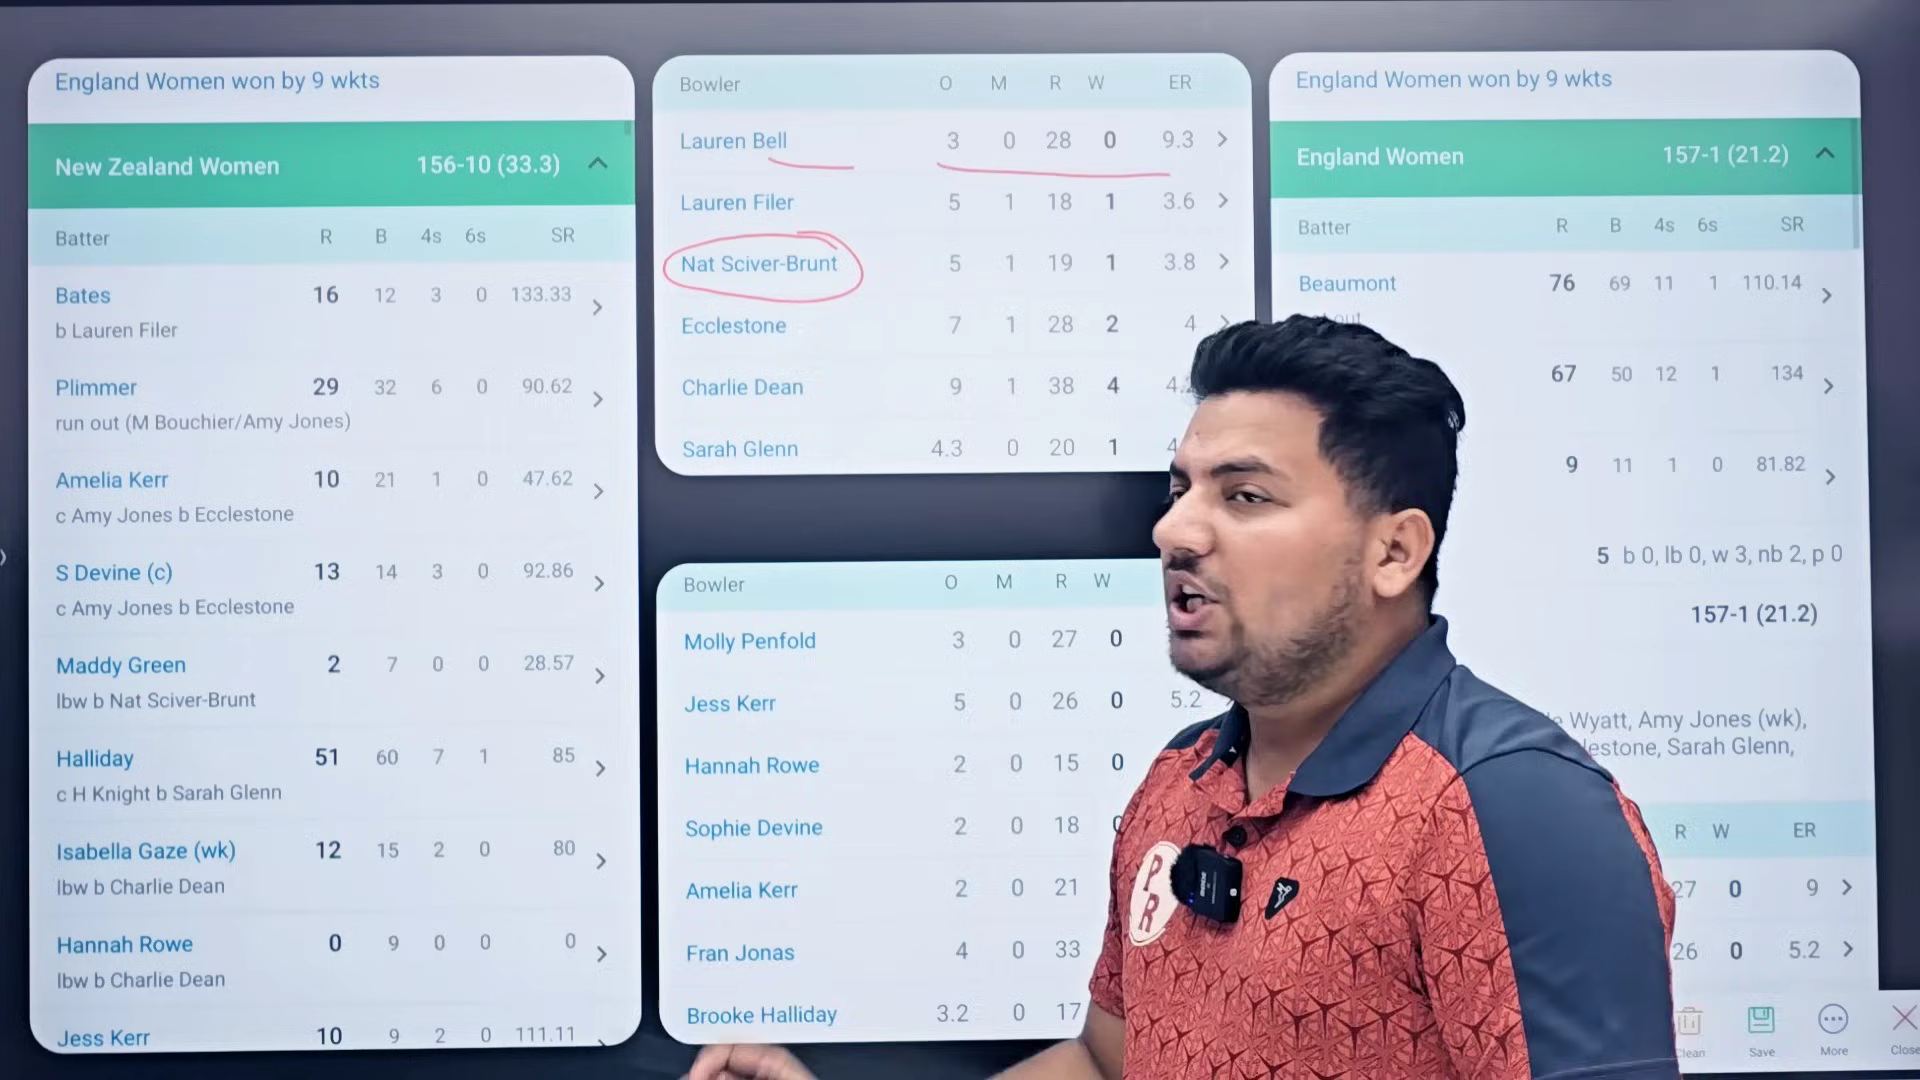 England Women won by 9 wkts
New Zealand Women 156-10 (33.3)
Batter R B 4s 6s SR
Bates 16 12 3 0 133.33
b Lauren Filer
Plimmer 29 32 6 0 90.62
run out (M Bouchier/Amy Jones)
Amelia Kerr 10 21 1 0 47.62
c Amy Jones b Ecclestone
S Devine (c) 13 14 3 0 92.86
c Amy Jones b Ecclestone
Maddy Green 2 7 0 0 28.57
lbw b Nat Sciver-Brunt
Halliday 51 60 7 1 85
c H Knight b Sarah Glenn
Isabella Gaze (wk) 12 15 2 0 80
lbw b Charlie Dean
Hannah Rowe 0 9 0 0 0
lbw b Charlie Dean
Jess Kerr 10 9 2 0 111.11
Bowler O M R W ER
Lauren Bell 3 0 28 0 9.3
Lauren Filer 5 1 18 1 3.6
Nat Sciver-Brunt 5 1 19 1 3.8
Ecclestone 7 1 28 2 4
Charlie Dean 9 1 38 4
Sarah Glenn 4.3 0 20 1
Bowler O M R W
Molly Penfold 3 0 27 0
Jess Kerr 5 0 26 0 5.2
Hannah Rowe 2 0 15 0
Sophie Devine 2 0 18
Amelia Kerr 2 0 21
Fran Jonas 4 0 33
Brooke Halliday 3.2 0 17
England Women won by 9 wkts
England Women 157-1 (21.2)
Batter R B 4s 6s SR
Beaumont 76 69 11 1 110.14
out
67 50 12 1 134
9 11 1 0 81.82
5 b 0, lb 0, w 3, nb 2, p 0
157-1 (21.2)
Wyatt, Amy Jones (wk),
Sarah Glenn,
R W ER
27 0 9
26 0 5.2
PR
Clean Save More Close